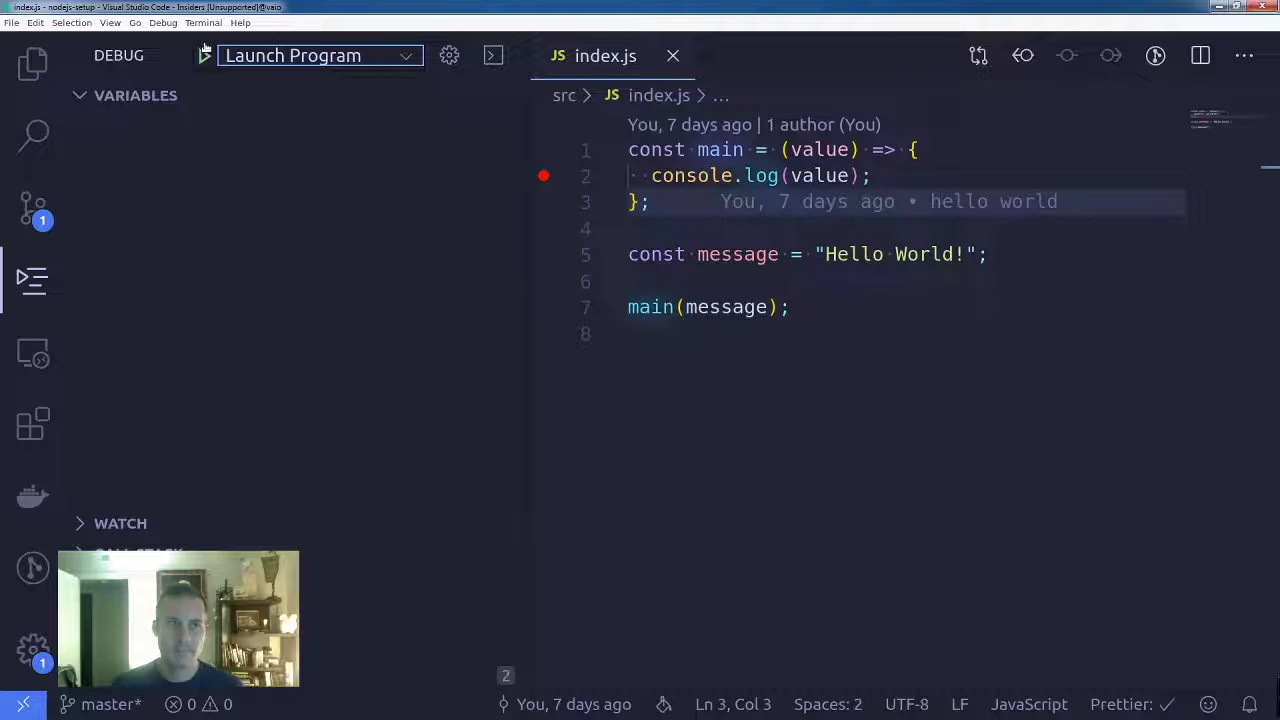 index.js - nodejs-setup - Visual Studio Code - Insiders [Unsupported]@vaio
File Edit Selection View Go Debug Terminal Help
DEBUG Launch Program
VARIABLES
WATCH
CALL STACK
1
1
2
JS index.js
src > JS index.js > ...
You, 7 days ago | 1 author (You)
1 const main = (value) => {
2 console.log(value);
3 }; You, 7 days ago • hello world
4
5 const message = "Hello World!";
6
7 main(message);
8
master* 0 0 You, 7 days ago Ln 3, Col 3 Spaces: 2 UTF-8 LF JavaScript Prettier: ✓